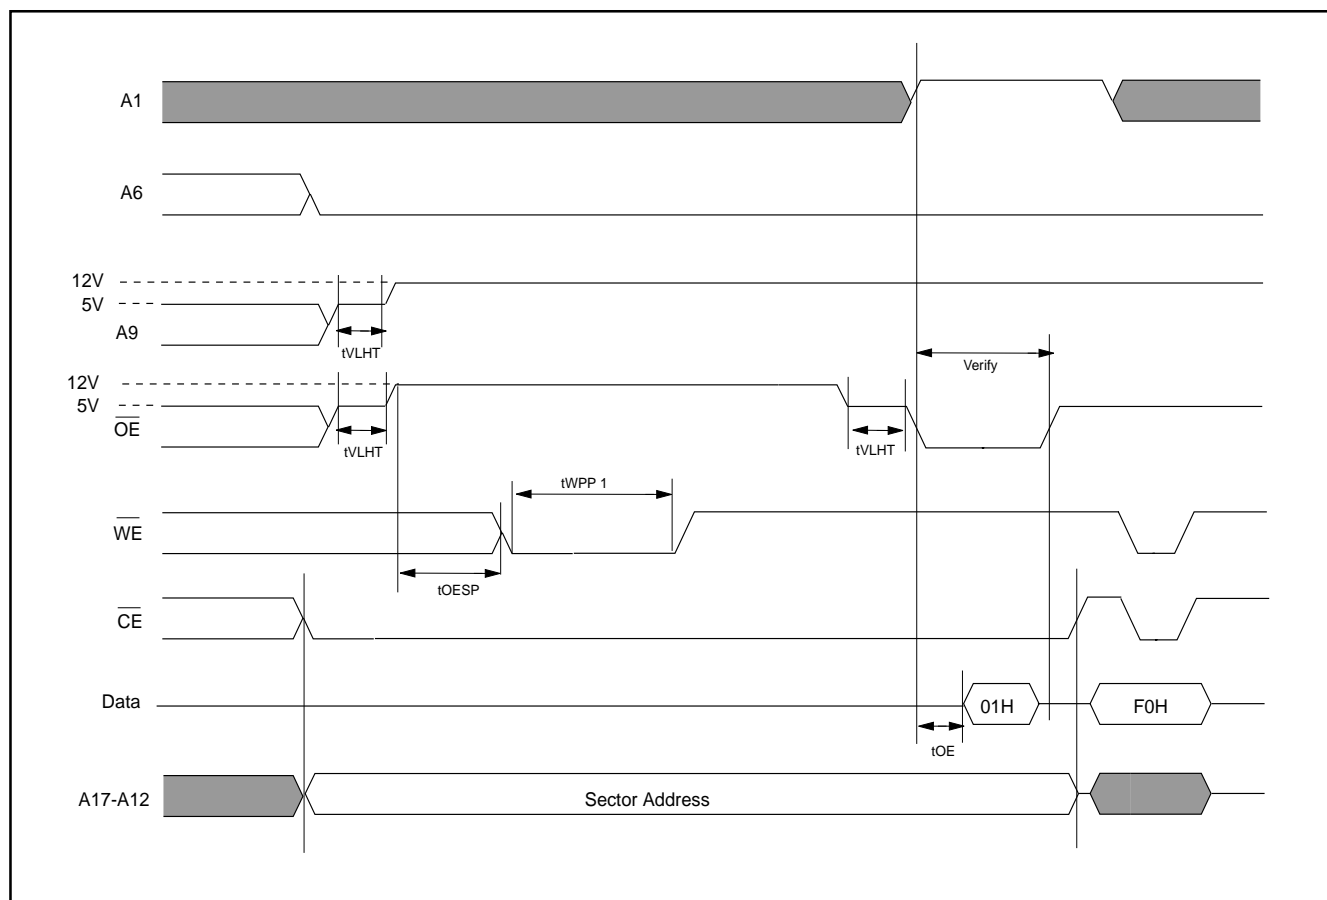 A1
A6
12V
5V
A9
tVLHT
Verify
12V
5V
OE
tVLHT
tVLHT
tWPP 1
WE
tOESP
CE
Data
01H
F0H
tOE
A17-A12
Sector Address